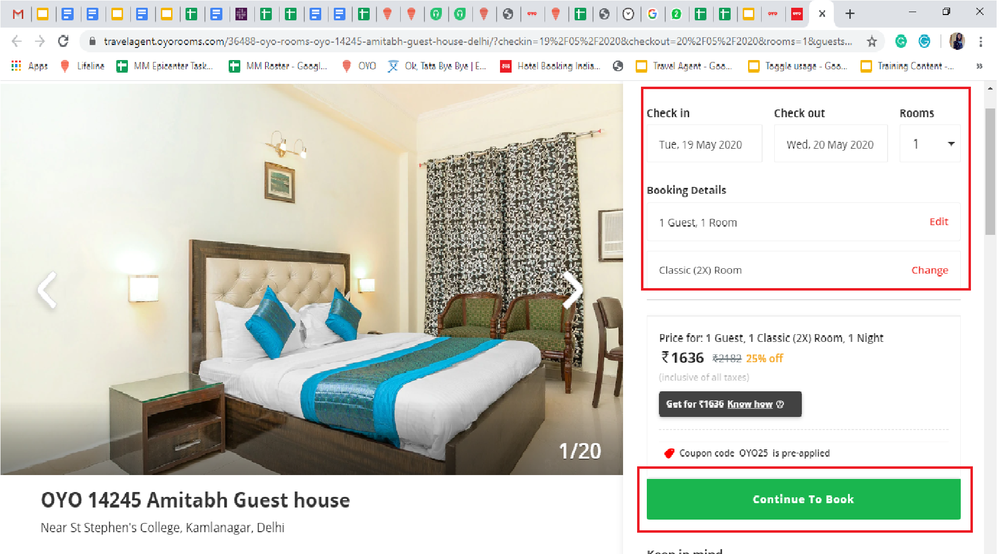 travelagent.oyorooms.com/36488-oyo-rooms-oyo-14245-amitabh-guest-house-delhi/?checkin=19%2F05%2F2020&checkout=20%2F05%2F2020&rooms=1&guests...
Apps Lifeline MM Epicenter Task... MM Roster - Googl... OYO Ok, Tata Bye Bye | E... OYO Hotel Booking India... Travel Agent - Goo... Toggle usage - Goo... Training Content -... »
Check in Check out Rooms
Tue, 19 May 2020 Wed, 20 May 2020 1
Booking Details
1 Guest, 1 Room Edit
Classic (2X) Room Change
Price for: 1 Guest, 1 Classic (2X) Room, 1 Night
₹1636 ₹2182 25% off
(inclusive of all taxes)
Get for ₹1636 Know how ?
Coupon code OYO25 is pre-applied
Continue To Book
1/20
OYO 14245 Amitabh Guest house
Near St Stephen's College, Kamlanagar, Delhi
Keep in mind